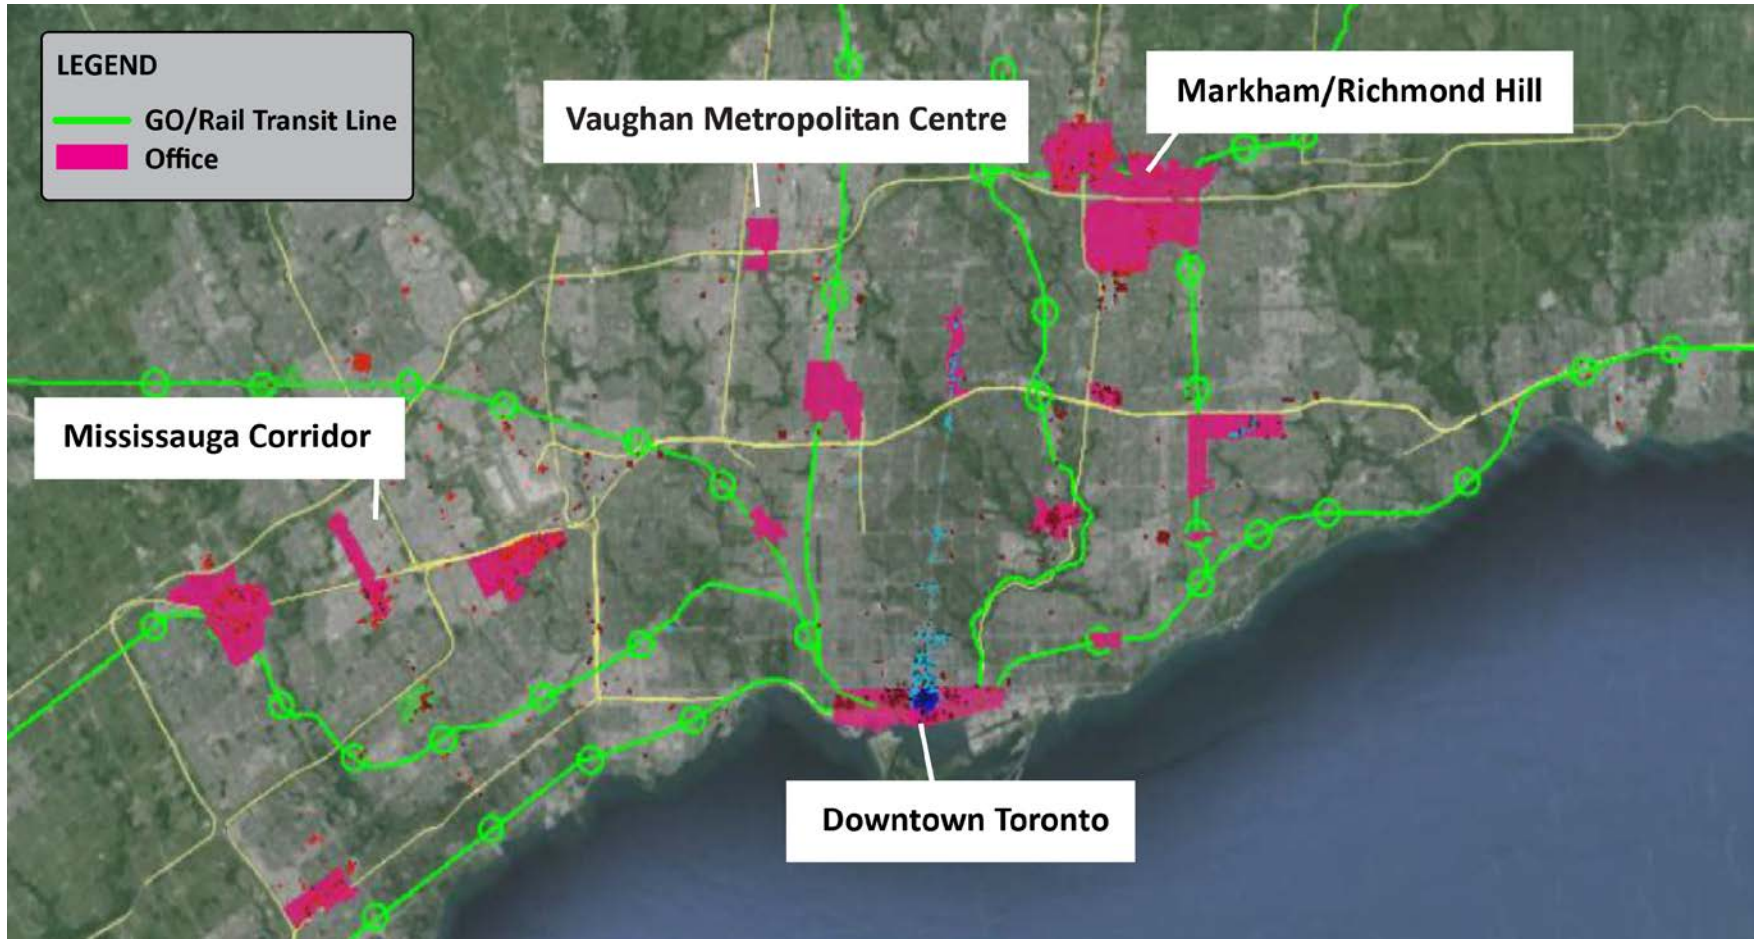 LEGEND
GO/Rail Transit Line
Office
Vaughan Metropolitan Centre
Markham/Richmond Hill
Mississauga Corridor
Downtown Toronto